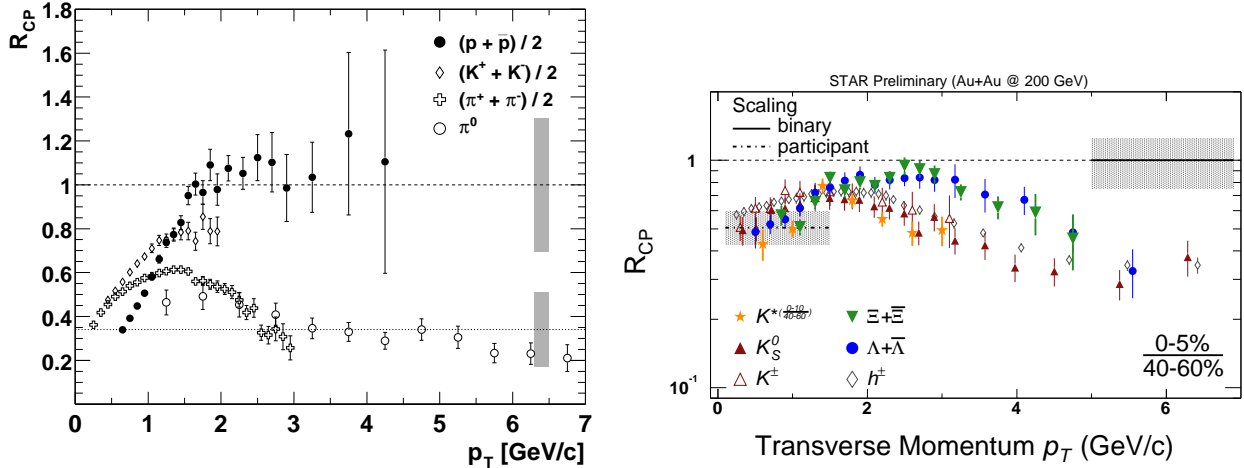 R_CP
1.8
1.6
1.4
1.2
1
0.8
0.6
0.4
0.2
(p + p̅) / 2
(K⁺ + K⁻) / 2
(π⁺ + π⁻) / 2
π⁰
0 1 2 3 4 5 6 7
p_T [GeV/c]
STAR Preliminary (Au+Au @ 200 GeV)
Scaling
binary
participant
R_CP
1
10⁻¹
K*(0-10/40-60) Ξ+Ξ̅
K⁰_S Λ+Λ̅
K± h±
0-5%
40-60%
0 2 4 6
Transverse Momentum p_T (GeV/c)